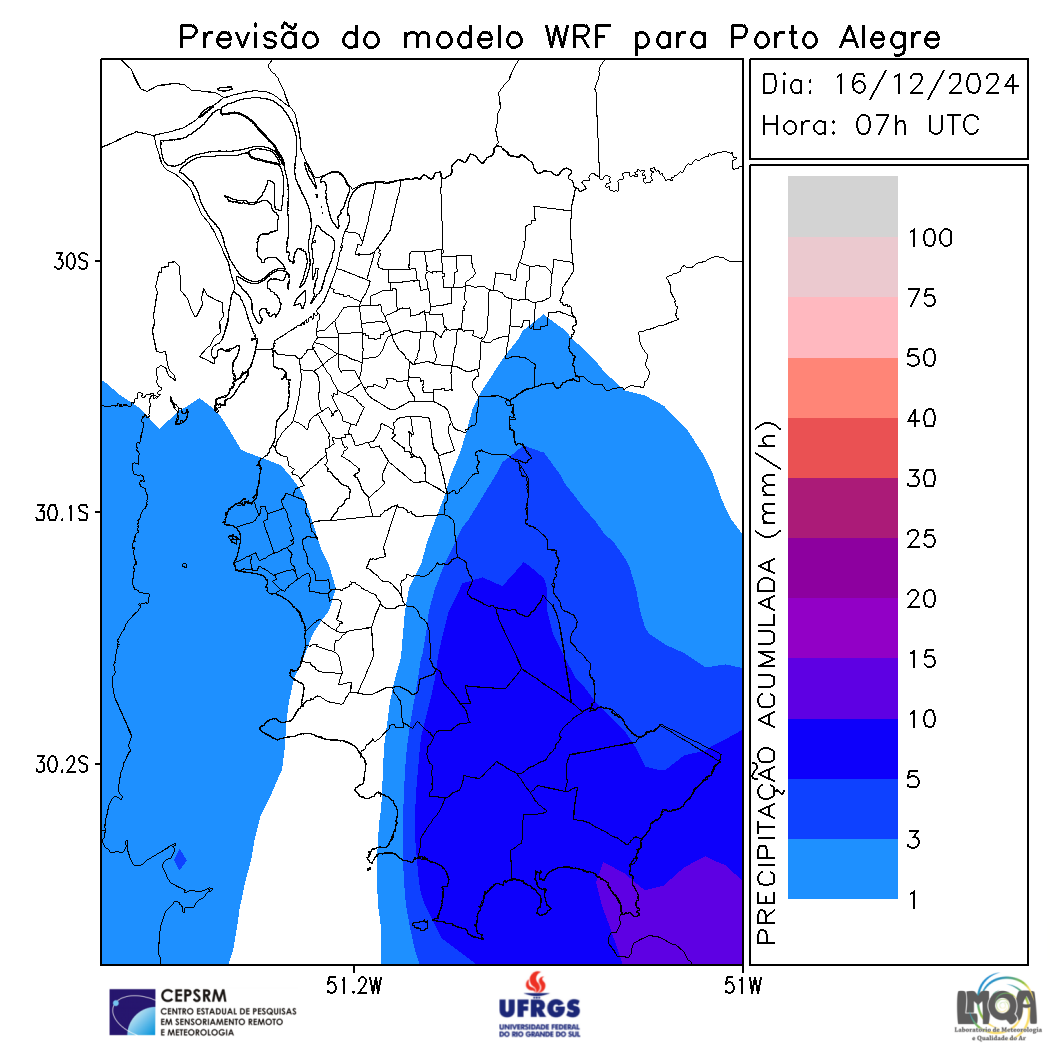 Previsão do modelo WRF para Porto Alegre
Dia: 16/12/2024
Hora: 07h UTC
30S
30.1S
30.2S
51.2W
51W
PRECIPITAÇÃO ACUMULADA (mm/h)
100
75
50
40
30
25
20
15
10
5
3
1
CEPSRM
CENTRO ESTADUAL DE PESQUISAS
EM SENSORIAMENTO REMOTO
E METEOROLOGIA
UFRGS
UNIVERSIDADE FEDERAL
DO RIO GRANDE DO SUL
LMQA
Laboratório de Meteorologia
e Qualidade do Ar